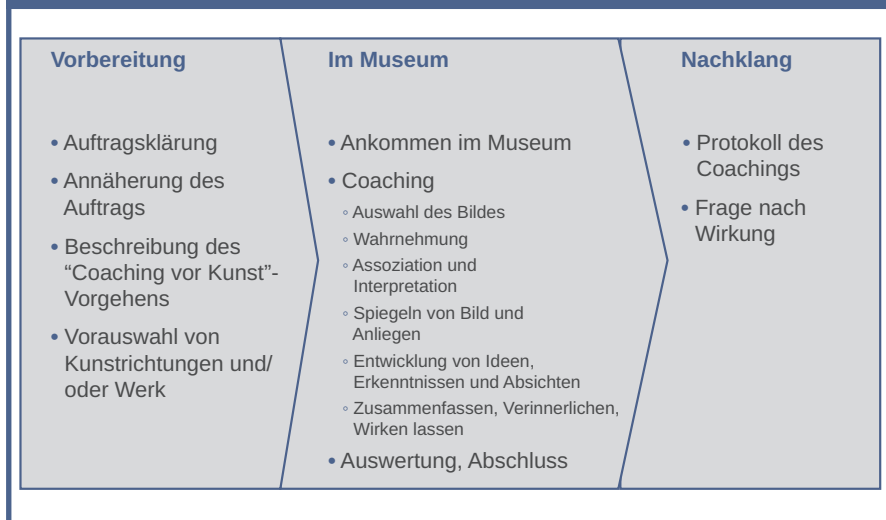 Vorbereitung
• Auftragsklärung
• Annäherung des
Auftrags
• Beschreibung des
“Coaching vor Kunst”-
Vorgehens
• Vorauswahl von
Kunstrichtungen und/
oder Werk
Im Museum
• Ankommen im Museum
• Coaching
◦ Auswahl des Bildes
◦ Wahrnehmung
◦ Assoziation und
Interpretation
◦ Spiegeln von Bild und
Anliegen
◦ Entwicklung von Ideen,
Erkenntnissen und Absichten
◦ Zusammenfassen, Verinnerlichen,
Wirken lassen
• Auswertung, Abschluss
Nachklang
• Protokoll des
Coachings
• Frage nach
Wirkung